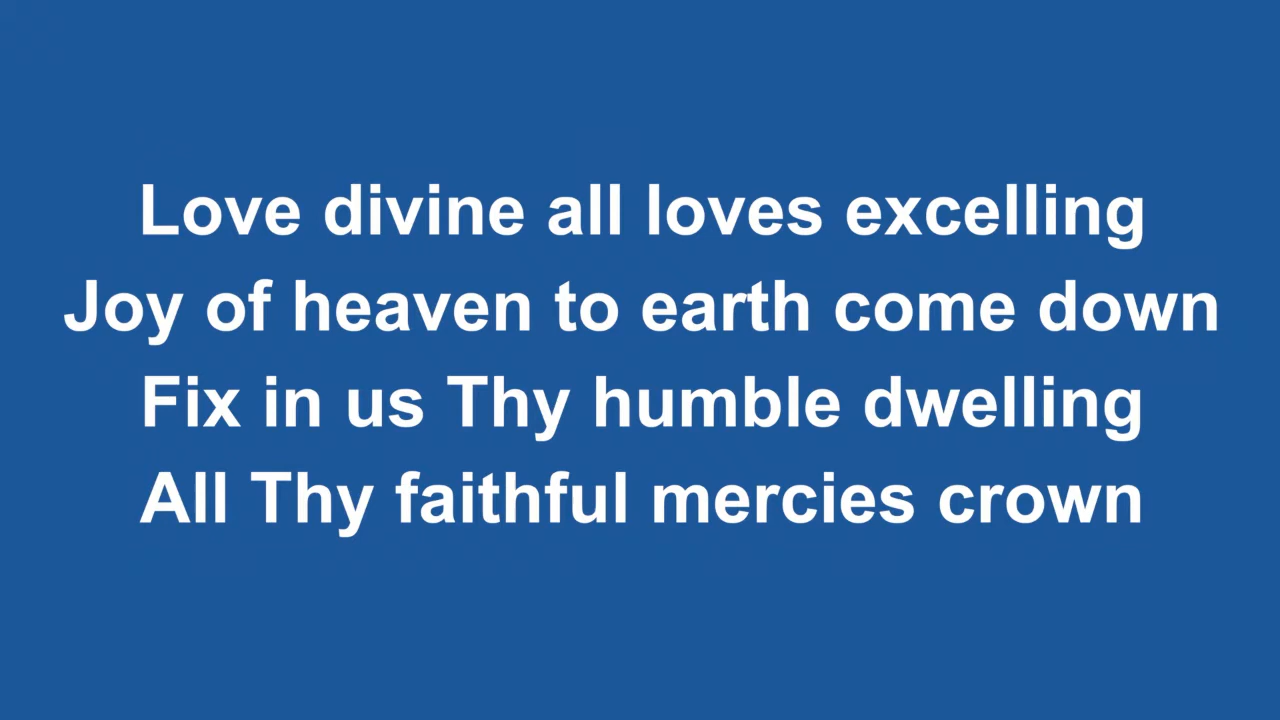 Love divine all loves excelling
Joy of heaven to earth come down
Fix in us Thy humble dwelling
All Thy faithful mercies crown